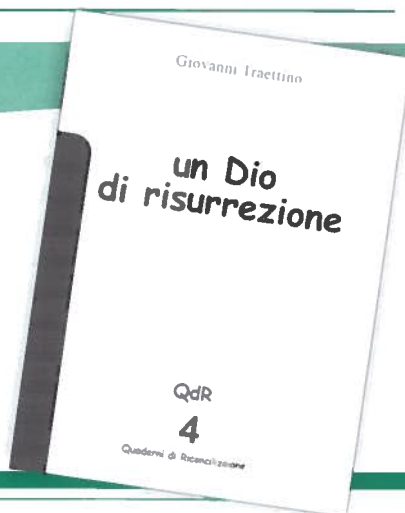 Giovanni Traettino
un Dio
di risurrezione
QdR
4
Quaderni di Riconciliazione